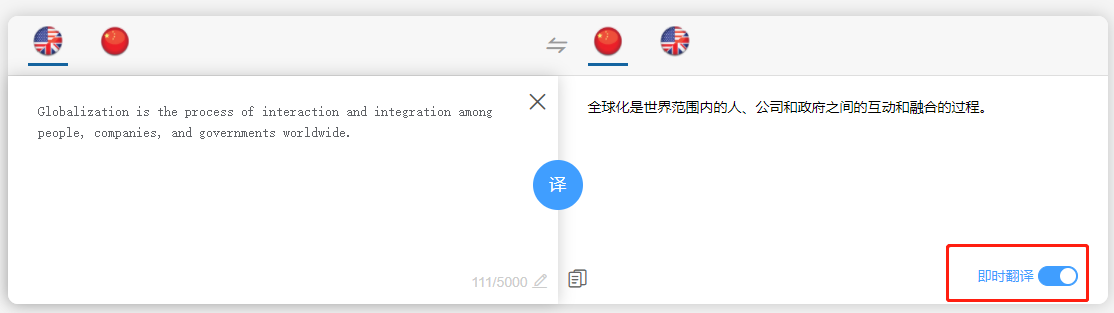 Globalization is the process of interaction and integration among
people, companies, and governments worldwide.
111/5000
译
全球化是世界范围内的人、公司和政府之间的互动和融合的过程。
即时翻译